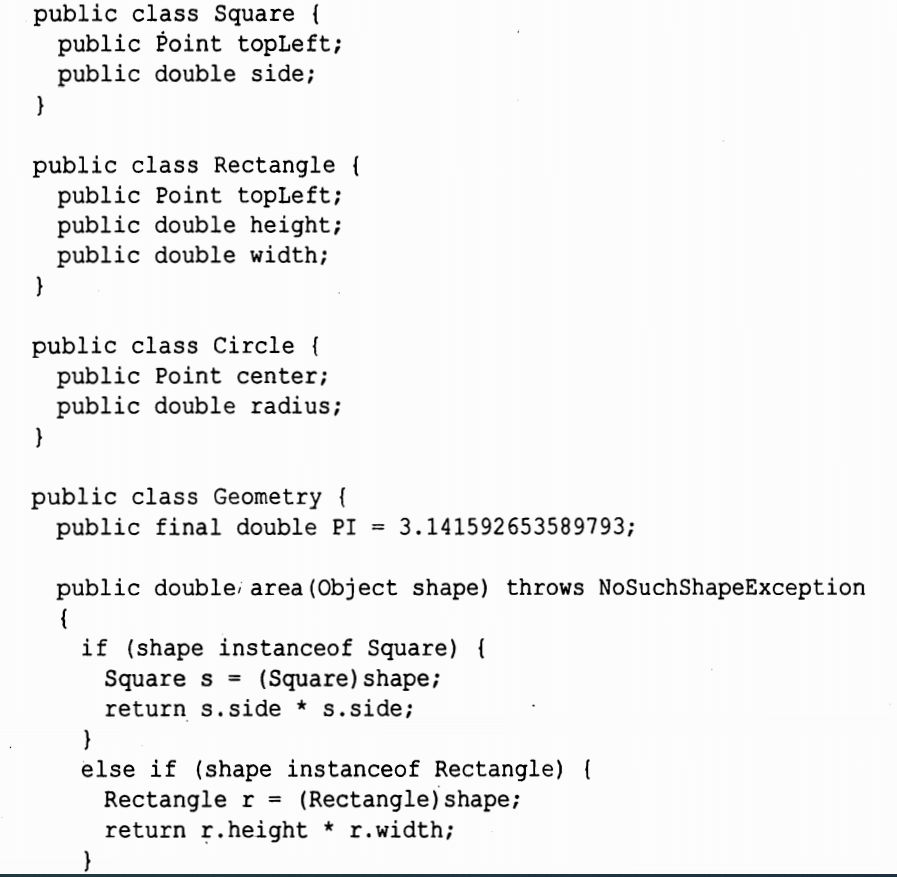 public class Square {
public Point topLeft;
public double side;
}
public class Rectangle {
public Point topLeft;
public double height;
public double width;
}
public class Circle {
public Point center;
public double radius;
}
public class Geometry {
public final double PI = 3.141592653589793;
public double area(Object shape) throws NoSuchShapeException
{
if (shape instanceof Square) {
Square s = (Square)shape;
return s.side * s.side;
}
else if (shape instanceof Rectangle) {
Rectangle r = (Rectangle)shape;
return r.height * r.width;
}